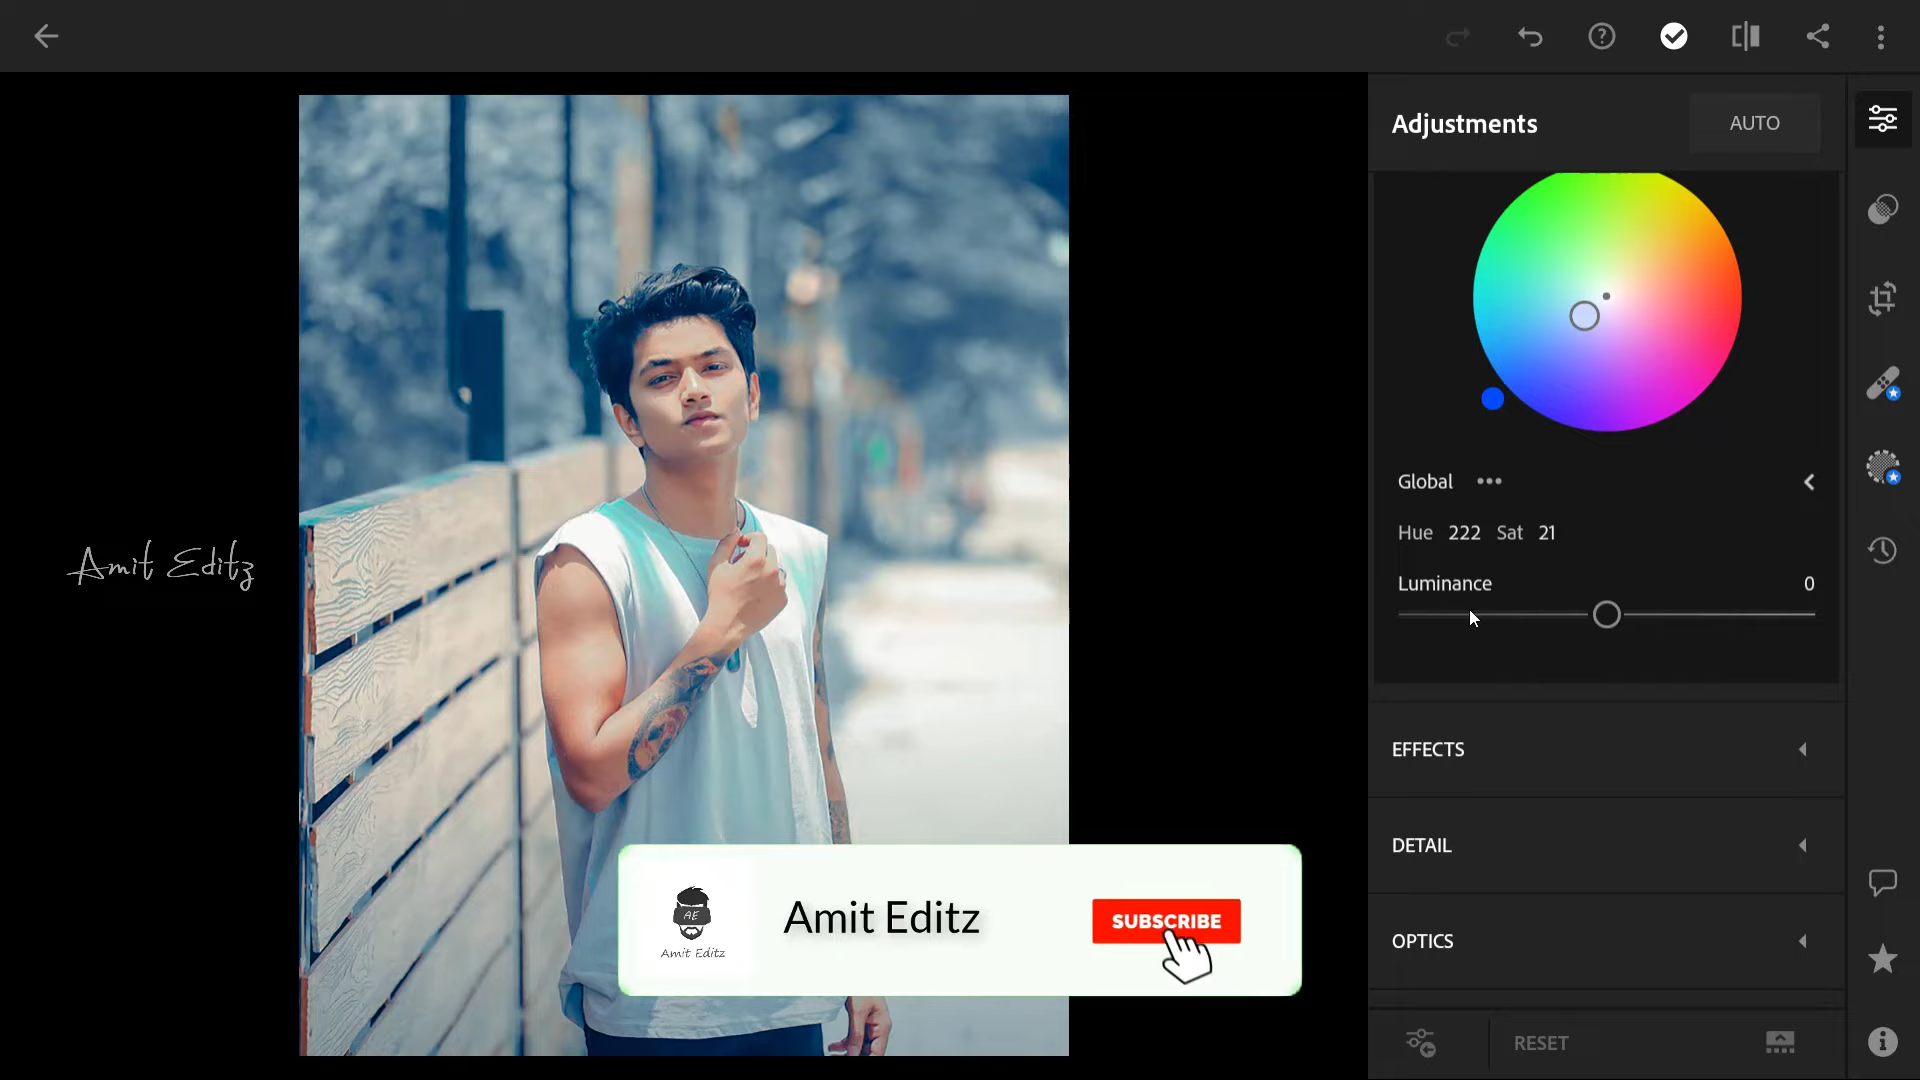 Adjustments
AUTO
Global
Hue 222 Sat 21
Luminance 0
Amit Editz
EFFECTS
DETAIL
AE
Amit Editz
Amit Editz
SUBSCRIBE
OPTICS
RESET